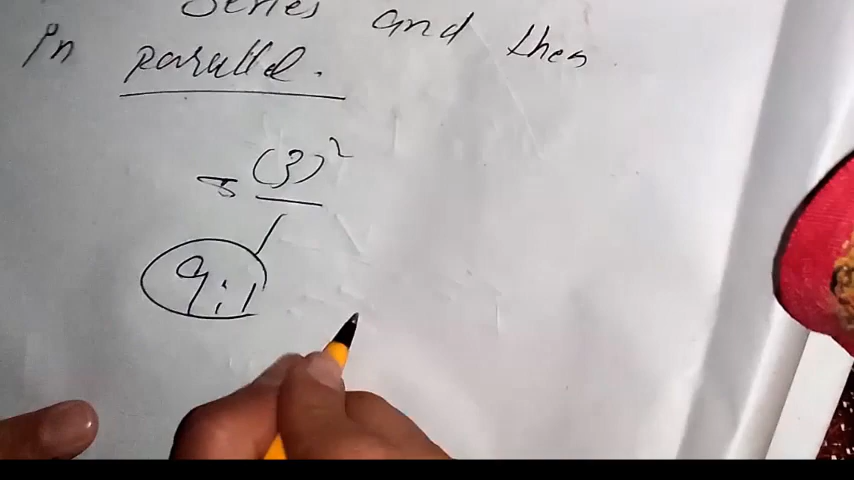 Series and then
in parallel.
= (3)²
9:1